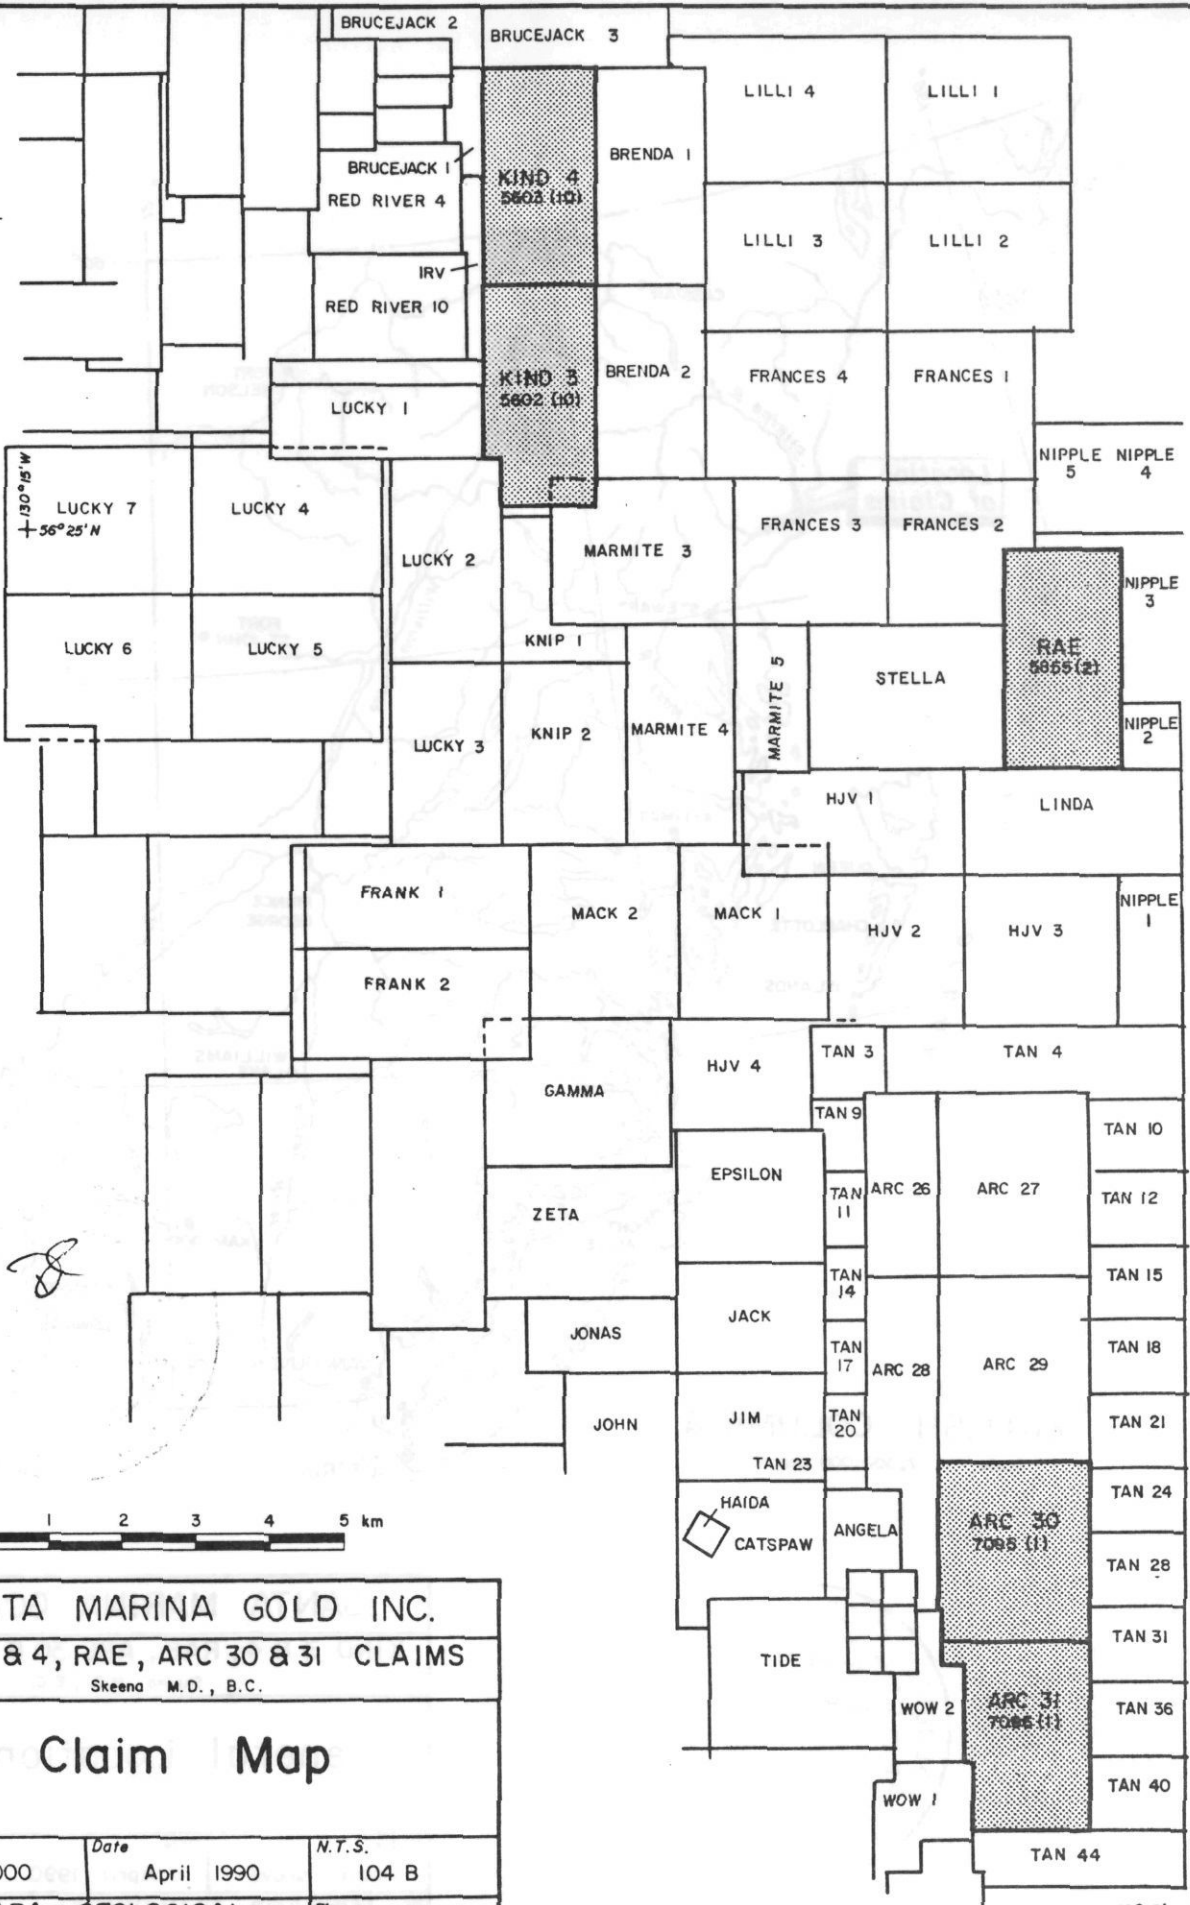 BRUCEJACK 2
BRUCEJACK 3
LILLI 4
LILLI 1
BRUCEJACK 1
KIND 4
5603 (10)
BRENDA 1
RED RIVER 4
LILLI 3
LILLI 2
IRV
RED RIVER 10
KIND 3
5602 (10)
BRENDA 2
FRANCES 4
FRANCES 1
LUCKY 1
NIPPLE 5
NIPPLE 4
130°15'W
56°25'N
LUCKY 7
LUCKY 4
LUCKY 2
MARMITE 3
FRANCES 3
FRANCES 2
NIPPLE 3
LUCKY 6
LUCKY 5
KNIP 1
RAE
5855(2)
MARMITE 5
STELLA
LUCKY 3
KNIP 2
MARMITE 4
NIPPLE 2
HJV 1
LINDA
FRANK 1
MACK 2
MACK 1
HJV 2
HJV 3
NIPPLE 1
FRANK 2
TAN 3
TAN 4
HJV 4
GAMMA
TAN 9
TAN 10
EPSILON
TAN 11
ARC 26
ARC 27
TAN 12
ZETA
TAN 14
TAN 15
JONAS
JACK
TAN 17
ARC 28
ARC 29
TAN 18
JOHN
JIM
TAN 20
TAN 21
TAN 23
TAN 24
HAIDA
CATSPAW
ANGELA
ARC 30
7095 (1)
TAN 28
TIDE
TAN 31
WOW 2
ARC 31
7096 (1)
TAN 36
WOW 1
TAN 40
TAN 44
1 2 3 4 5 km
TA MARINA GOLD INC.
& 4, RAE, ARC 30 & 31 CLAIMS
Skeena M.D., B.C.
Claim Map
Date
N.T.S.
000
April 1990
104 B